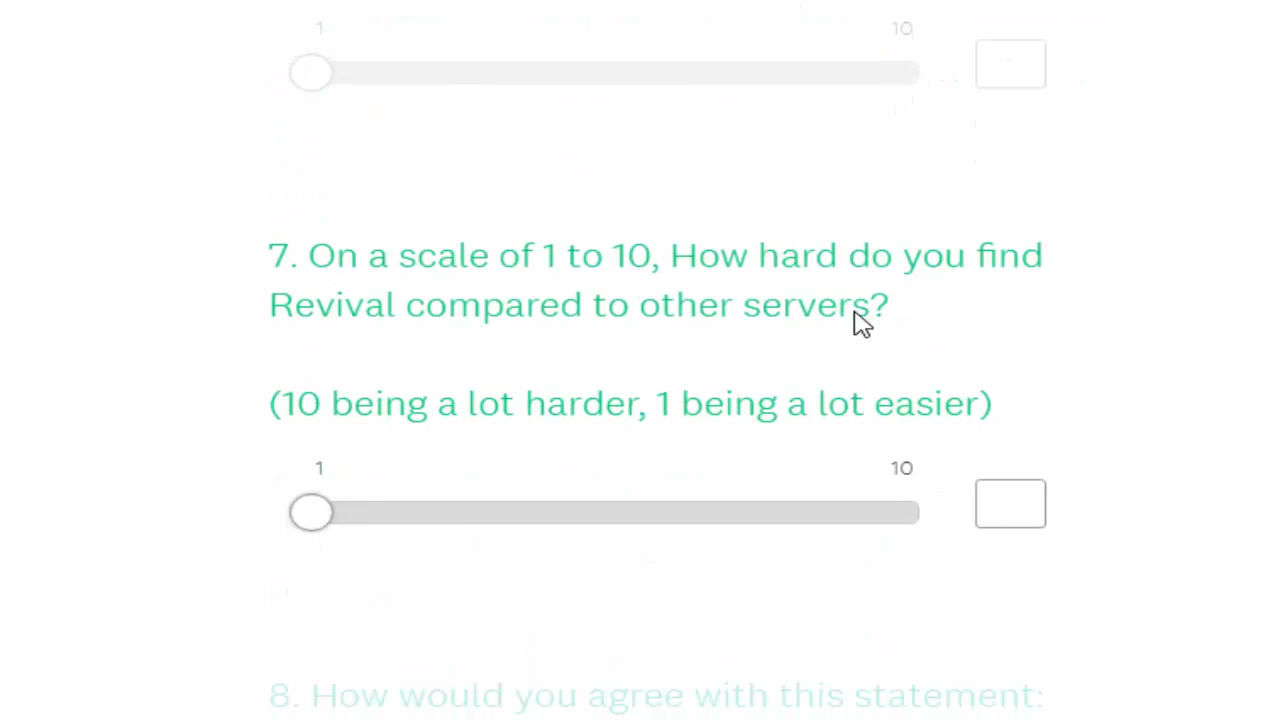 1 10
7. On a scale of 1 to 10, How hard do you find
Revival compared to other servers?
(10 being a lot harder, 1 being a lot easier)
1 10
8. How would you agree with this statement: